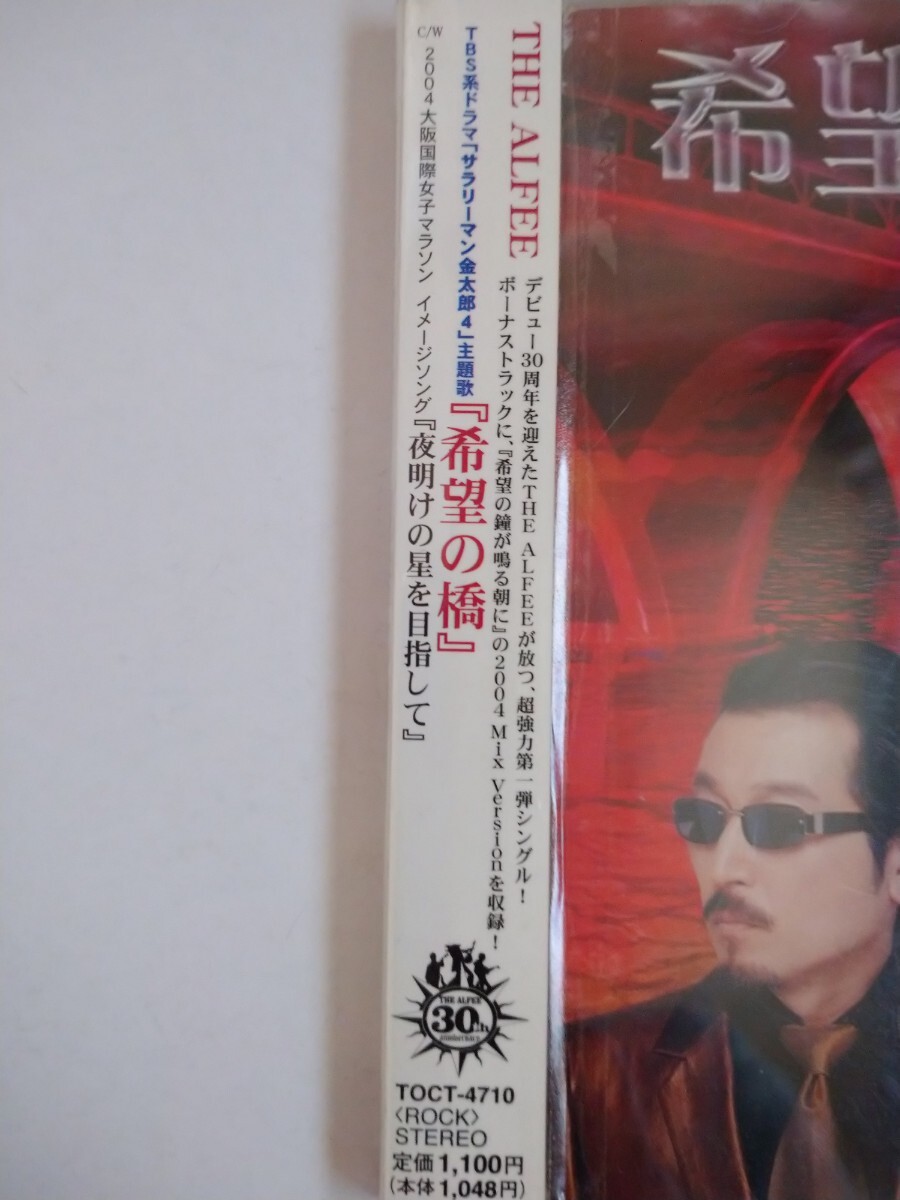 THE ALFEE
デビュー30周年を迎えたTHE ALFEEが放つ、超強力第一弾シングル！
ボーナストラックに、『希望の鐘が鳴る朝に』の2004 Mix Versionを収録！
TBS系ドラマ「サラリーマン金太郎4」主題歌『希望の橋』
C/W 2004大阪国際女子マラソン イメージソング『夜明けの星を目指して』
THE ALFEE
30th
ANNIVERSARY
TOCT-4710
〈ROCK〉
STEREO
定価1,100円
(本体1,048円)
希望